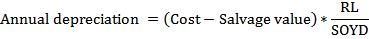 Annual depreciation = (Cost − Salvage value) * RL / SOYD